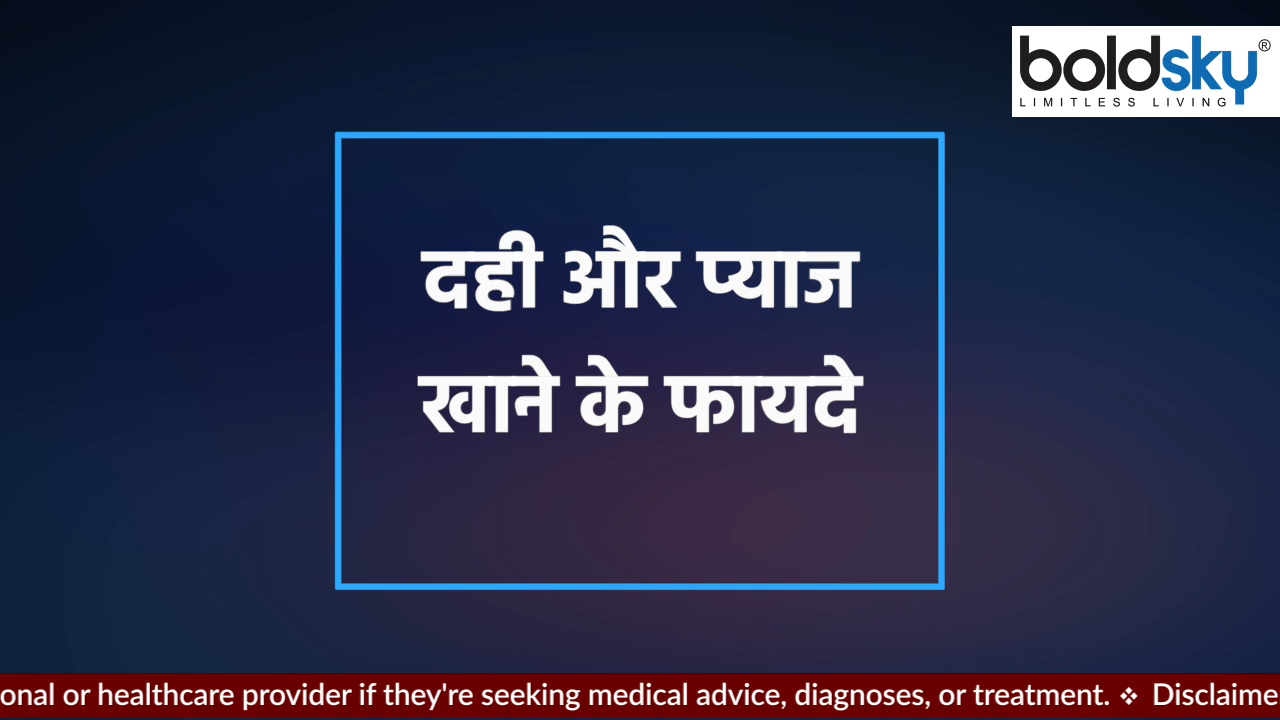 boldsky®
LIMITLESS LIVING
दही और प्याज
खाने के फायदे
onal or healthcare provider if they're seeking medical advice, diagnoses, or treatment. ❖ Disclaime